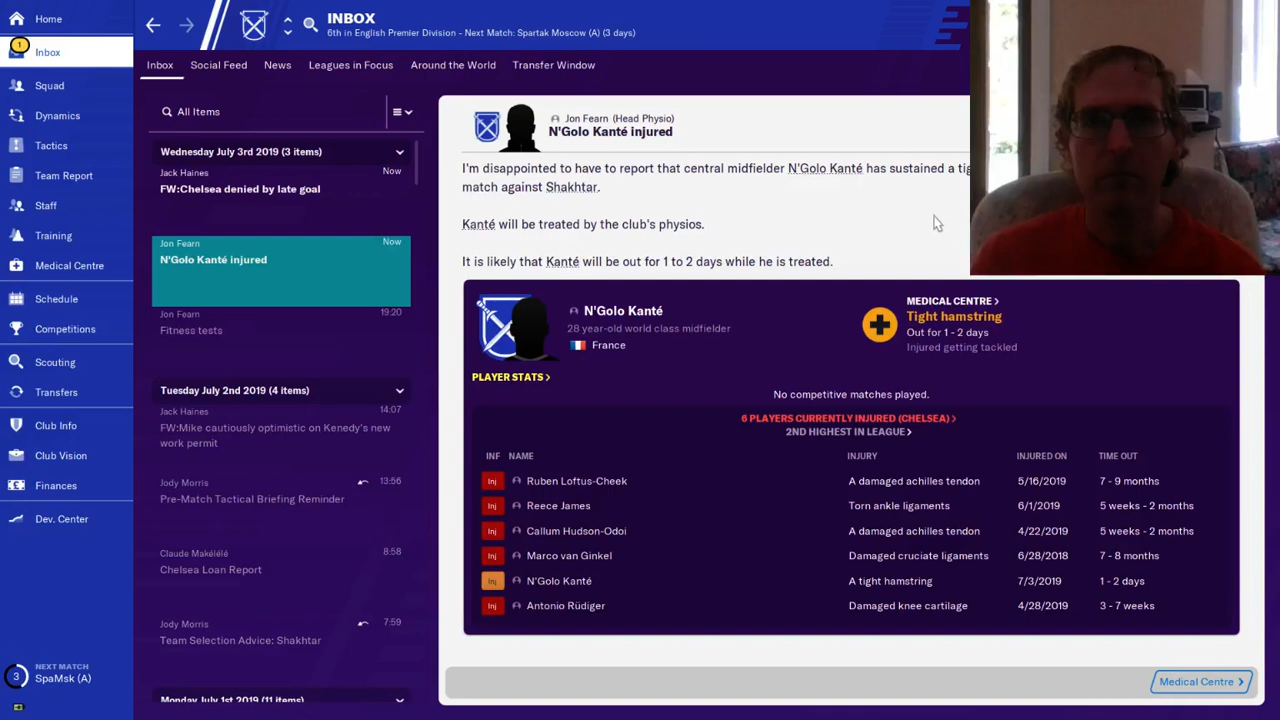 Home
1
Inbox
Squad
Dynamics
Tactics
Team Report
Staff
Training
Medical Centre
Schedule
Competitions
Scouting
Transfers
Club Info
Club Vision
Finances
Dev. Center
3
NEXT MATCH
SpaMsk (A)
INBOX
6th in English Premier Division - Next Match: Spartak Moscow (A) (3 days)
Inbox Social Feed News Leagues in Focus Around the World Transfer Window
All Items
Wednesday July 3rd 2019 (3 items)
Jack Haines Now
FW:Chelsea denied by late goal
Jon Fearn Now
N'Golo Kanté injured
Jon Fearn 19:20
Fitness tests
Tuesday July 2nd 2019 (4 items)
Jack Haines 14:07
FW:Mike cautiously optimistic on Kenedy's new
work permit
Jody Morris 13:56
Pre-Match Tactical Briefing Reminder
Claude Makélélé 8:58
Chelsea Loan Report
Jody Morris 7:59
Team Selection Advice: Shakhtar
Monday July 1st 2019 (11 items)
Jon Fearn (Head Physio)
N'Golo Kanté injured
I'm disappointed to have to report that central midfielder N'Golo Kanté has sustained a
match against Shakhtar.
Kanté will be treated by the club's physios.
It is likely that Kanté will be out for 1 to 2 days while he is treated.
N'Golo Kanté
28 year-old world class midfielder
France
MEDICAL CENTRE >
Tight hamstring
Out for 1 - 2 days
Injured getting tackled
PLAYER STATS >
No competitive matches played.
6 PLAYERS CURRENTLY INJURED (CHELSEA) >
2ND HIGHEST IN LEAGUE >
INF NAME INJURY INJURED ON TIME OUT
Inj Ruben Loftus-Cheek A damaged achilles tendon 5/16/2019 7 - 9 months
Inj Reece James Torn ankle ligaments 6/1/2019 5 weeks - 2 months
Inj Callum Hudson-Odoi A damaged achilles tendon 4/22/2019 5 weeks - 2 months
Inj Marco van Ginkel Damaged cruciate ligaments 6/28/2018 7 - 8 months
Inj N'Golo Kanté A tight hamstring 7/3/2019 1 - 2 days
Inj Antonio Rüdiger Damaged knee cartilage 4/28/2019 3 - 7 weeks
Medical Centre >